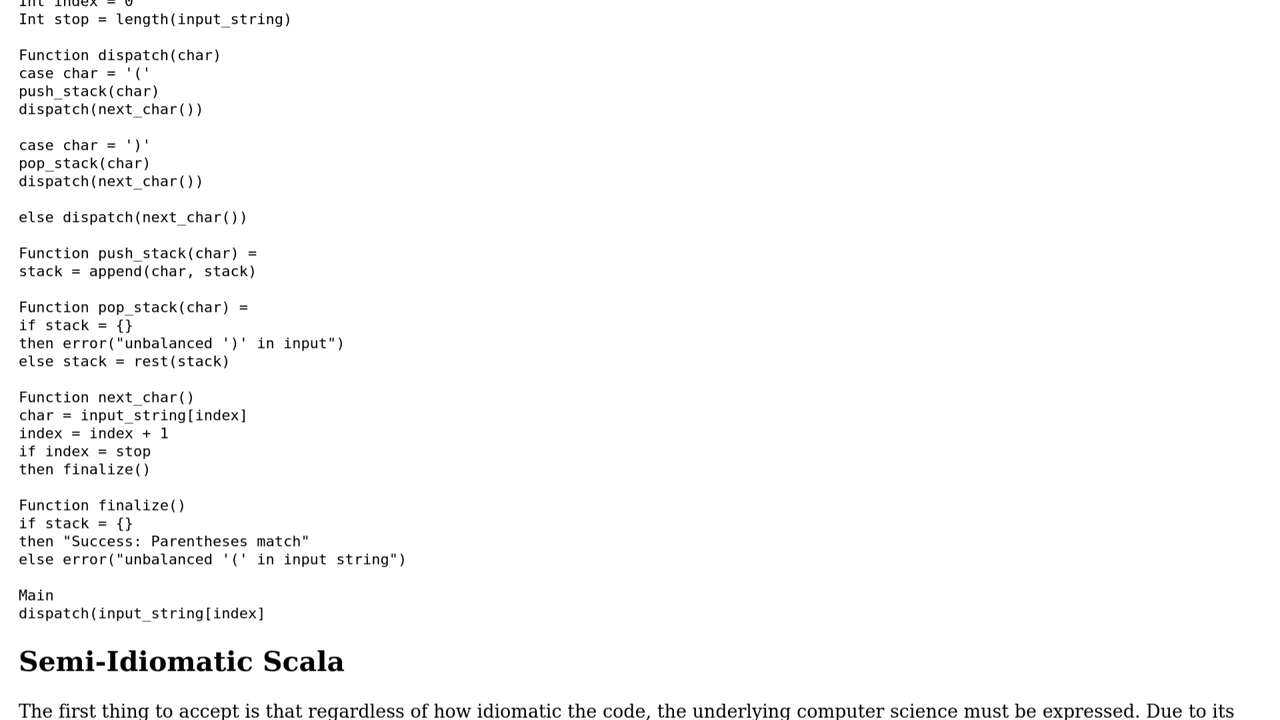 Int index = 0
Int stop = length(input_string)
Function dispatch(char)
case char = '('
push_stack(char)
dispatch(next_char())
case char = ')'
pop_stack(char)
dispatch(next_char())
else dispatch(next_char())
Function push_stack(char) =
stack = append(char, stack)
Function pop_stack(char) =
if stack = {}
then error("unbalanced ')' in input")
else stack = rest(stack)
Function next_char()
char = input_string[index]
index = index + 1
if index = stop
then finalize()
Function finalize()
if stack = {}
then "Success: Parentheses match"
else error("unbalanced '(' in input string")
Main
dispatch(input_string[index]
Semi-Idiomatic Scala
The first thing to accept is that regardless of how idiomatic the code, the underlying computer science must be expressed. Due to its